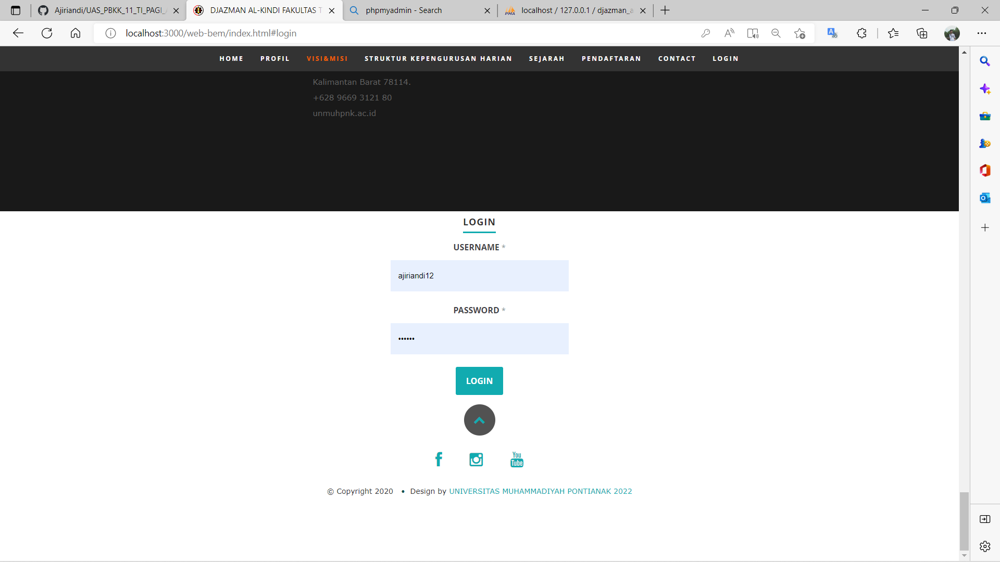 Ajiriandi/UAS_PBKK_11_TI_PAGI_
DJAZMAN AL-KINDI FAKULTAS T
phpmyadmin - Search
localhost / 127.0.0.1 / djazman_a
localhost:3000/web-bem/index.html#login
HOME PROFIL VISI&MISI STRUKTUR KEPENGURUSAN HARIAN SEJARAH PENDAFTARAN CONTACT LOGIN
Kalimantan Barat 78114.
+628 9669 3121 80
unmuhpnk.ac.id
LOGIN
USERNAME *
ajiriandi12
PASSWORD *
••••••
LOGIN
You
Tube
© Copyright 2020 • Design by UNIVERSITAS MUHAMMADIYAH PONTIANAK 2022